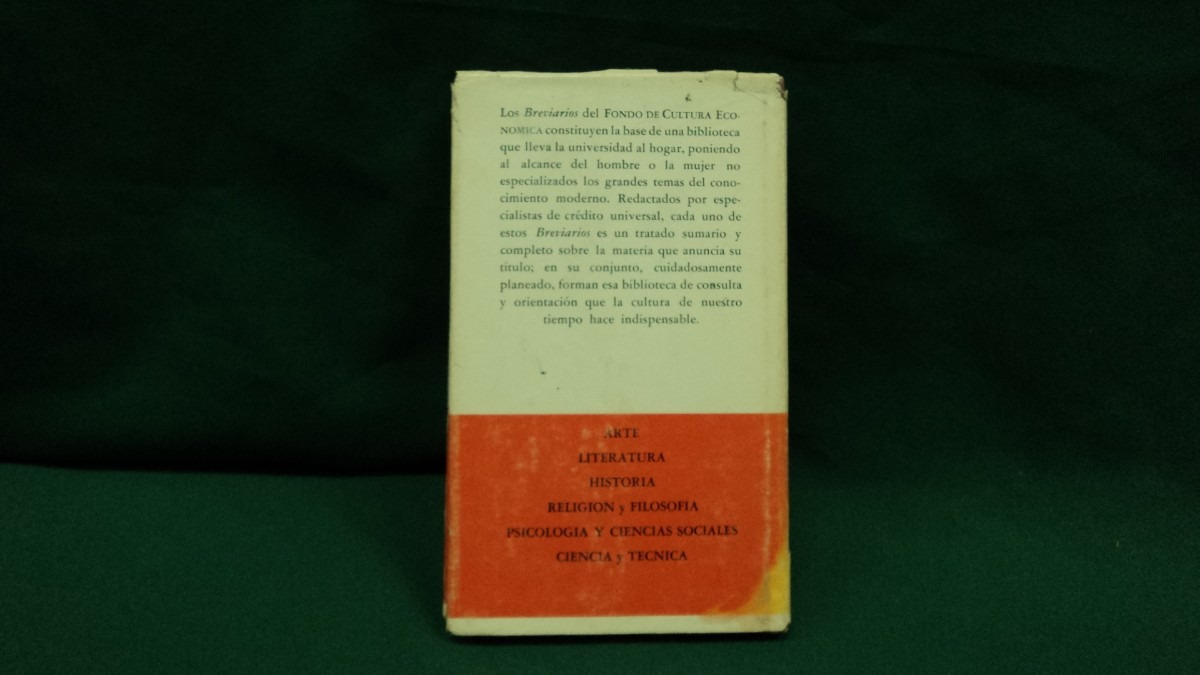 Los Breviarios del FONDO DE CULTURA ECO-
NOMICA constituyen la base de una biblioteca
que lleva la universidad al hogar, poniendo
al alcance del hombre o la mujer no
especializados los grandes temas del cono-
cimiento moderno. Redactados por espe-
cialistas de crédito universal, cada uno de
estos Breviarios es un tratado sumario y
completo sobre la materia que anuncia su
título; en su conjunto, cuidadosamente
planeado, forman esa biblioteca de consulta
y orientación que la cultura de nuestro
tiempo hace indispensable.
ARTE
LITERATURA
HISTORIA
RELIGION y FILOSOFIA
PSICOLOGIA Y CIENCIAS SOCIALES
CIENCIA y TECNICA